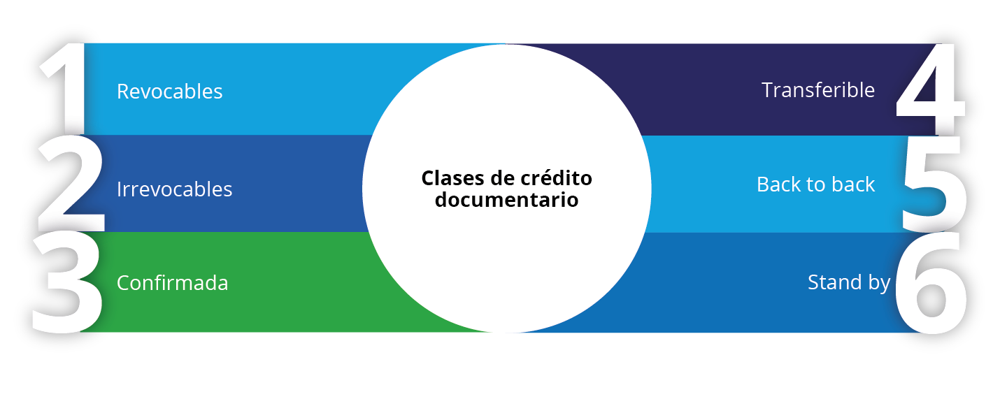 1
Revocables
2
Irrevocables
3
Confirmada
Clases de crédito
documentario
4
Transferible
5
Back to back
6
Stand by